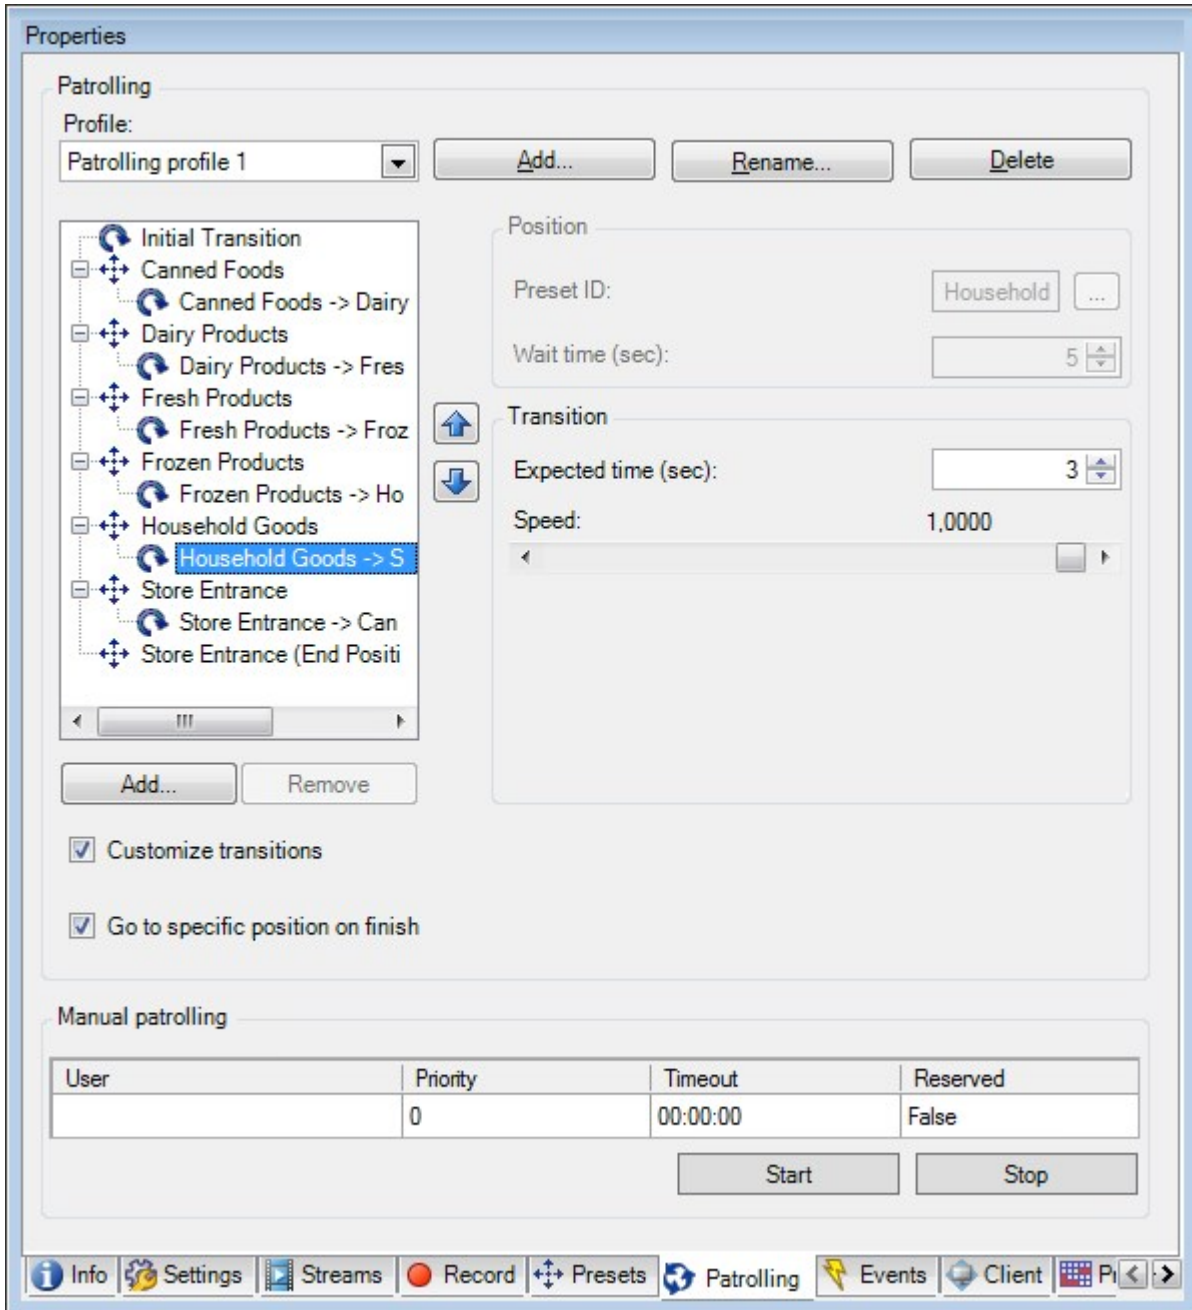 Properties
Patrolling
Profile:
Patrolling profile 1
Add...
Rename...
Delete
Initial Transition
Canned Foods
Canned Foods -> Dairy
Dairy Products
Dairy Products -> Fres
Fresh Products
Fresh Products -> Froz
Frozen Products
Frozen Products -> Ho
Household Goods
Household Goods -> S
Store Entrance
Store Entrance -> Can
Store Entrance (End Positi
Add...
Remove
Position
Preset ID:
Household
...
Wait time (sec):
5
Transition
Expected time (sec):
3
Speed:
1,0000
Customize transitions
Go to specific position on finish
Manual patrolling
User Priority Timeout Reserved
0 00:00:00 False
Start Stop
Info Settings Streams Record Presets Patrolling Events Client